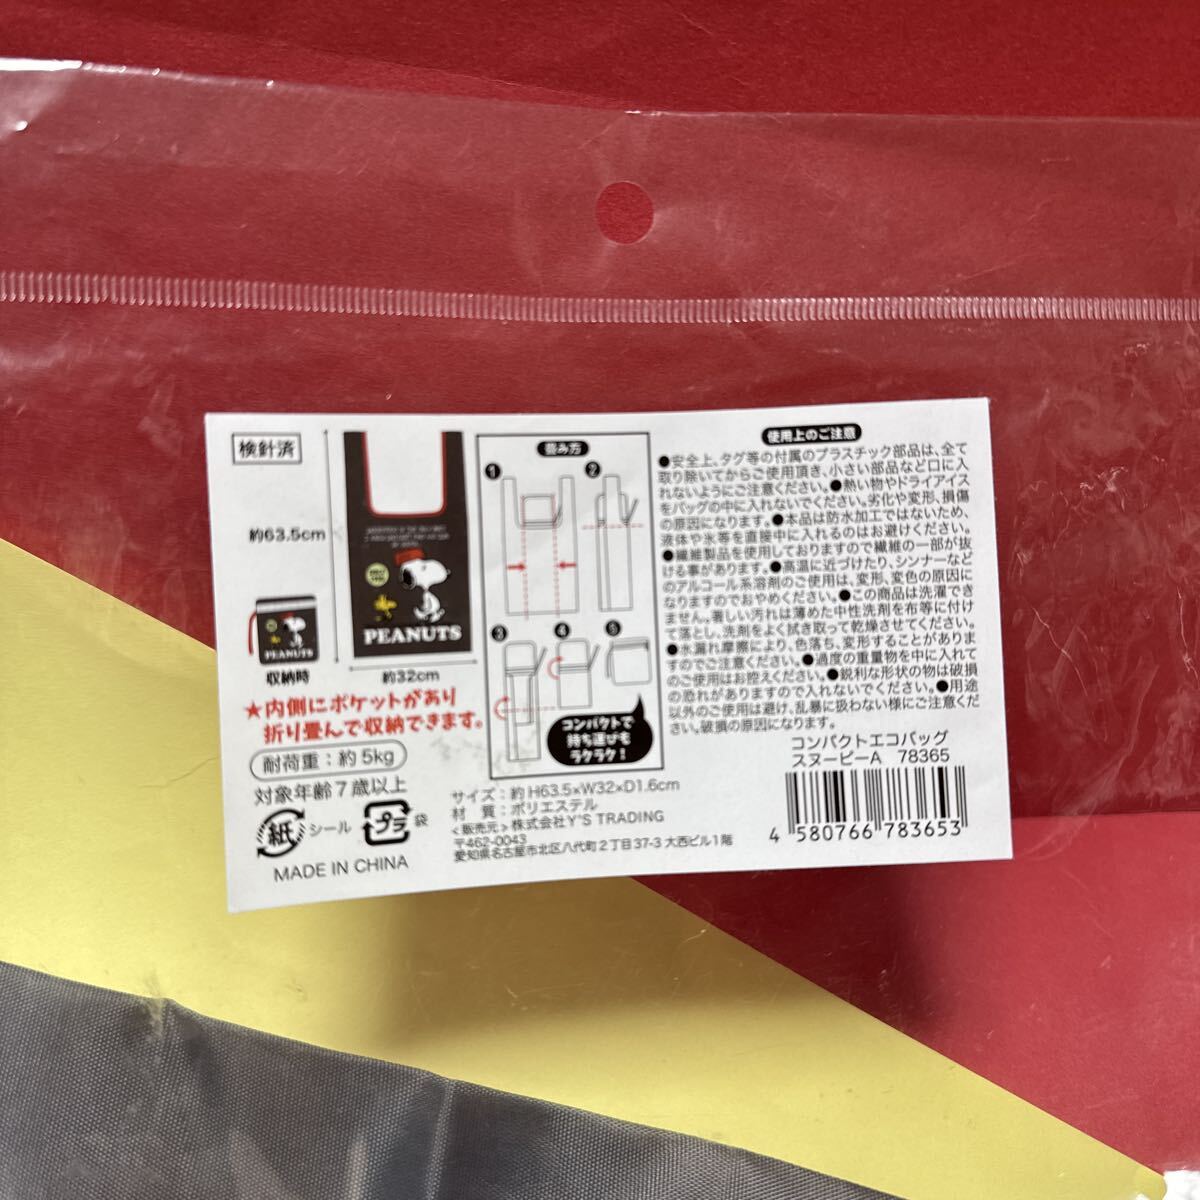 検針済
約63.5cm
PEANUTS
PEANUTS
収納時
約32cm
★内側にポケットがあり
折り畳んで収納できます。
耐荷重：約5kg
対象年齢7歳以上
紙 シール プラ 袋
MADE IN CHINA
畳み方
1
2
3
4
5
コンパクトで
持ち運びも
ラクラク！
サイズ：約H63.5×W32×D1.6cm
材 質：ポリエステル
<販売元>株式会社Y'S TRADING
〒462-0043
愛知県名古屋市北区八代町2丁目37-3 大西ビル1階
使用上のご注意
●安全上、タグ等の付属のプラスチック部品は、全て
取り除いてからご使用頂き、小さい部品など口に入
れないようにご注意ください。●熱い物やドライアイス
をバッグの中に入れないでください。劣化や変形、損傷
の原因になります。●本品は防水加工ではないため、
液体や氷等を直接中に入れるのはお避けください。
●繊維製品を使用しておりますので繊維の一部が抜
ける事があります。●高温に近づけたり、シンナーなど
のアルコール系溶剤のご使用は、変形、変色の原因に
なりますのでおやめください。●この商品は洗濯でき
ません。著しい汚れは薄めた中性洗剤を布等に付け
て落とし、洗剤をよく拭き取って乾燥させてください。
●水漏れ摩擦により、色落ち、変形することがありま
すのでご注意ください。●過度の重量物を中に入れて
のご使用はお控えください。●鋭利な形状の物は破損
の恐れがありますので入れないでください。●用途
以外のご使用は避け、乱暴に扱わない様にご注意くだ
さい。破損の原因になります。
コンパクトエコバッグ
スヌーピーA 78365
4 580766 783653